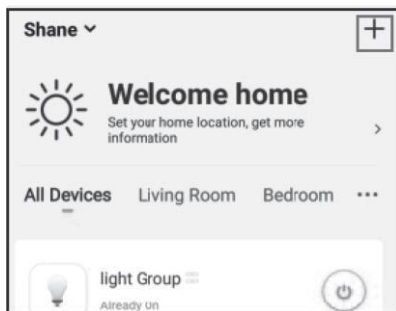 Shane
Welcome home
Set your home location, get more
information
All Devices Living Room Bedroom
light Group
Already On